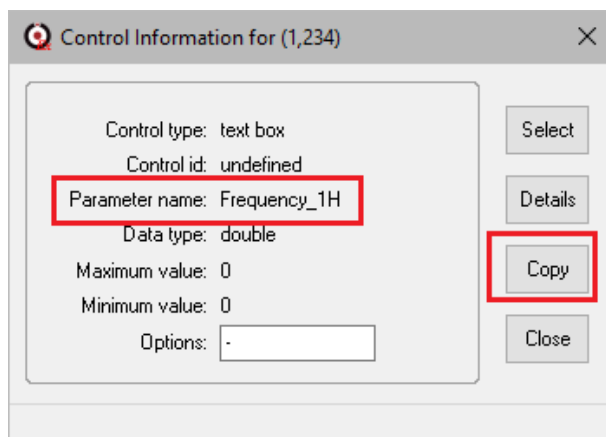 Control Information for (1,234)
Control type: text box
Control id: undefined
Parameter name: Frequency_1H
Data type: double
Maximum value: 0
Minimum value: 0
Options: -
Select
Details
Copy
Close